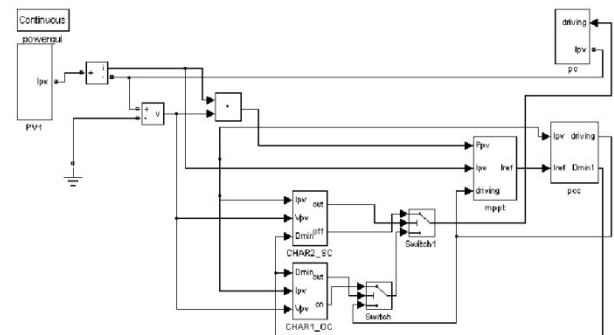 Continuous
powergui
Ipv
PV1
+
i
-
+
-
v
driving
Ipv
pc
Ppv
Ipv
driving
Iref
mppt
Ipv
driving
Iref
Dmin1
pcc
Ipv
out
Vpv
off
Dmin
CHAR2_SC
Switch1
Dmin
out
Ipv
on
Vpv
CHAR1_OC
Switch